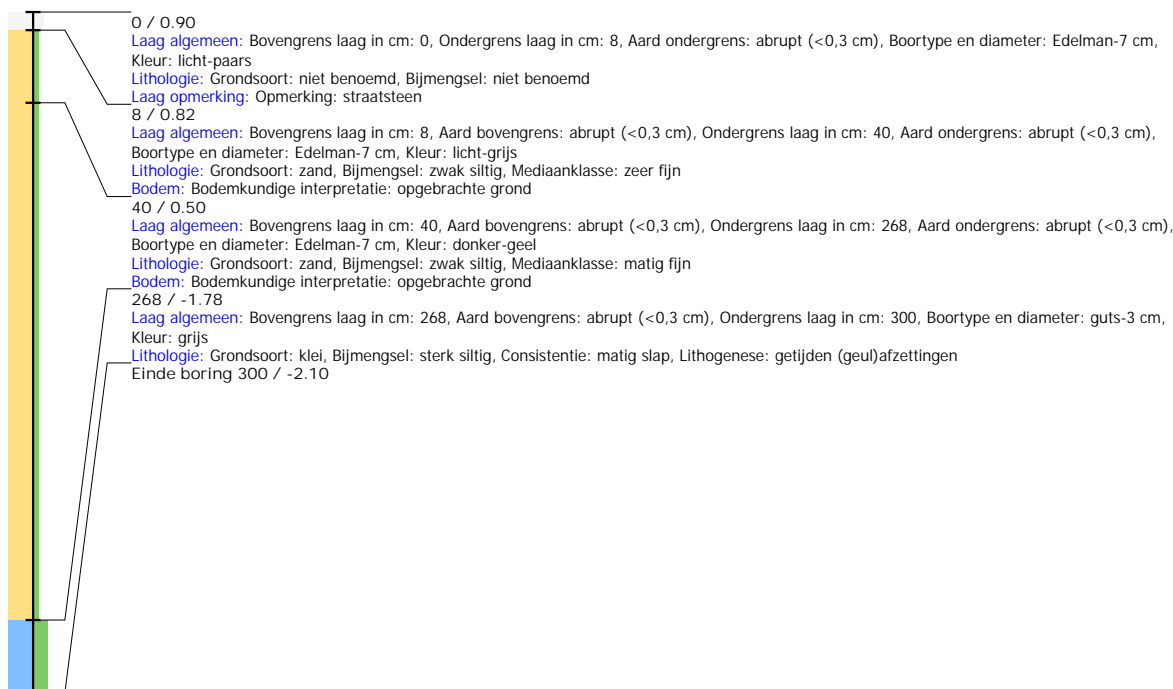 0 / 0.90
Laag algemeen: Bovengrens laag in cm: 0, Ondergrens laag in cm: 8, Aard ondergrens: abrupt (<0,3 cm), Boortype en diameter: Edelman-7 cm,
Kleur: licht-paars
Lithologie: Grondsoort: niet benoemd, Bijmengsel: niet benoemd
Laag opmerking: Opmerking: straatsteen
8 / 0.82
Laag algemeen: Bovengrens laag in cm: 8, Aard bovengrens: abrupt (<0,3 cm), Ondergrens laag in cm: 40, Aard ondergrens: abrupt (<0,3 cm),
Boortype en diameter: Edelman-7 cm, Kleur: licht-grijs
Lithologie: Grondsoort: zand, Bijmengsel: zwak siltig, Mediaanklasse: zeer fijn
Bodem: Bodemkundige interpretatie: opgebrachte grond
40 / 0.50
Laag algemeen: Bovengrens laag in cm: 40, Aard bovengrens: abrupt (<0,3 cm), Ondergrens laag in cm: 268, Aard ondergrens: abrupt (<0,3 cm),
Boortype en diameter: Edelman-7 cm, Kleur: donker-geel
Lithologie: Grondsoort: zand, Bijmengsel: zwak siltig, Mediaanklasse: matig fijn
Bodem: Bodemkundige interpretatie: opgebrachte grond
268 / -1.78
Laag algemeen: Bovengrens laag in cm: 268, Aard bovengrens: abrupt (<0,3 cm), Ondergrens laag in cm: 300, Boortype en diameter: guts-3 cm,
Kleur: grijs
Lithologie: Grondsoort: klei, Bijmengsel: sterk siltig, Consistentie: matig slap, Lithogenese: getijden (geul)afzettingen
Einde boring 300 / -2.10